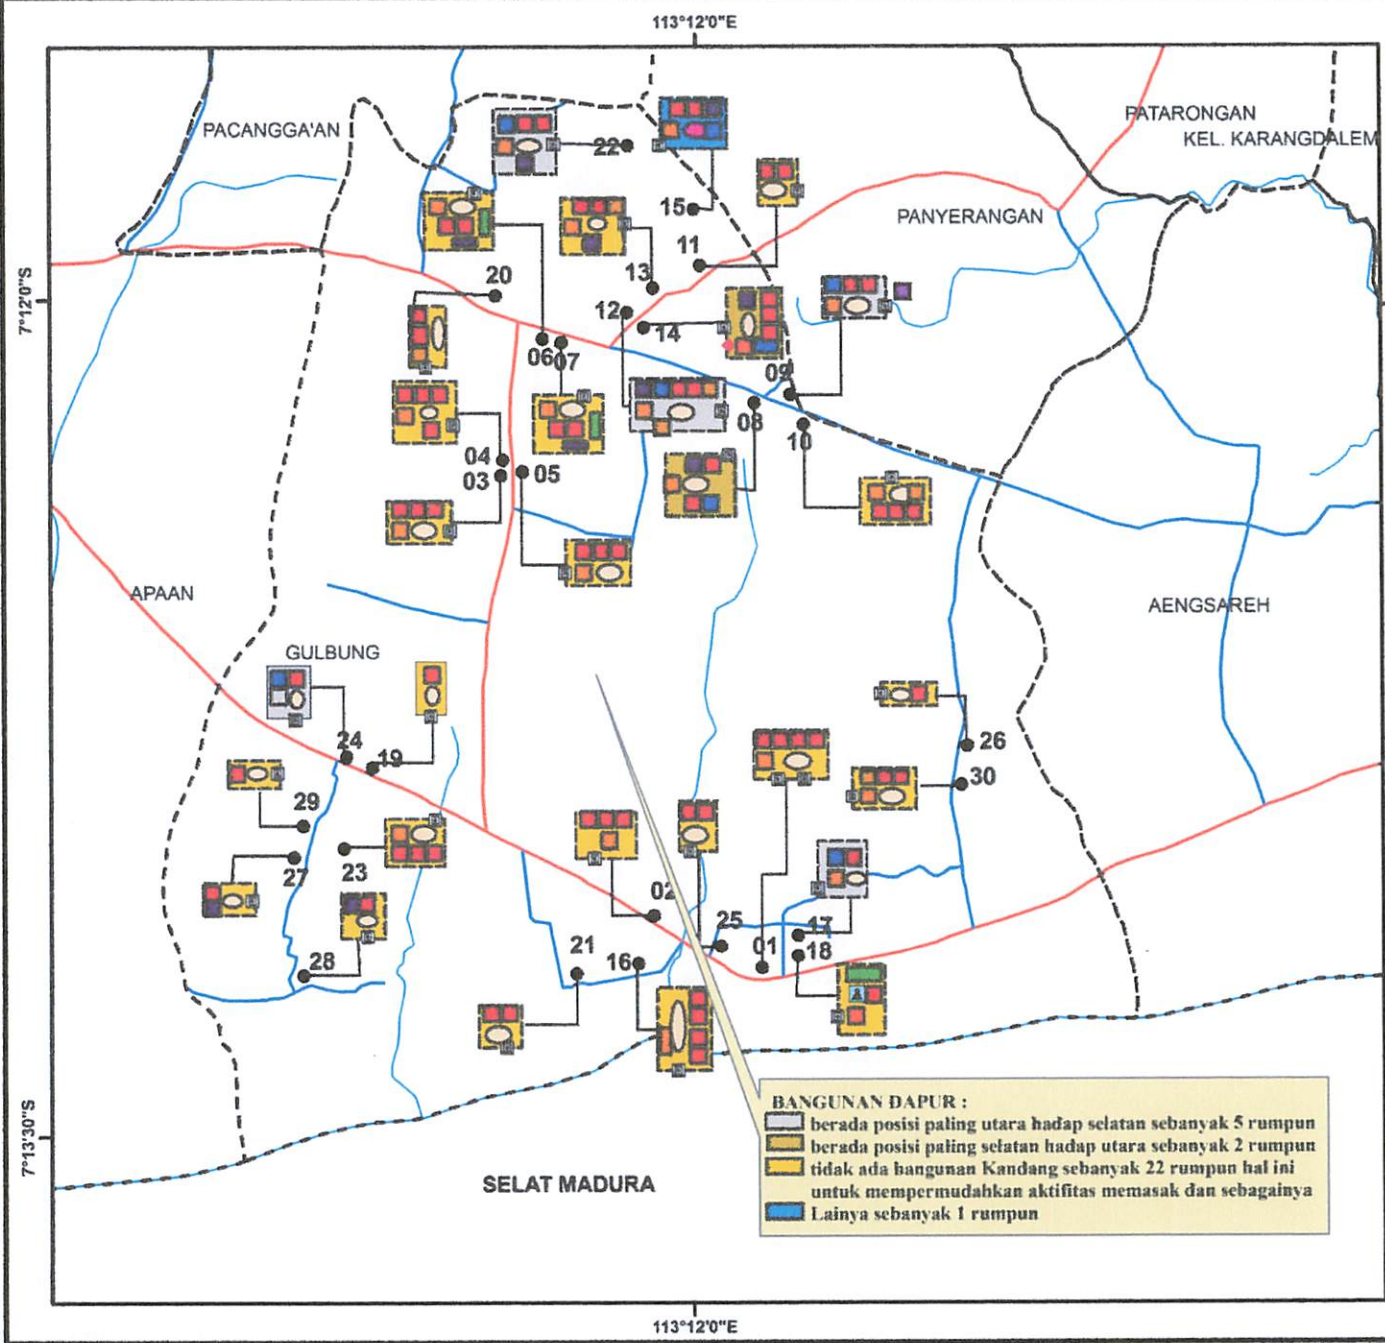 113°12'0"E
PATARONGAN
PACANGGA'AN
KEL. KARANGDALEM
22
15
PANYERANGAN
11
13
20
7°12'0"S
12
14
06
07
09
08
10
04
03
05
APAAN
AENGSAREH
GULBUNG
24
19
26
30
29
23
27
02
25
17
01
18
28
21
16
BANGUNAN DAPUR :
berada posisi paling utara hadap selatan sebanyak 5 rumpun
berada posisi paling selatan hadap utara sebanyak 2 rumpun
tidak ada bangunan Kandang sebanyak 22 rumpun hal ini
untuk mempermudahkan aktifitas memasak dan sebagainya
Lainya sebanyak 1 rumpun
7°13'30"S
SELAT MADURA
113°12'0"E